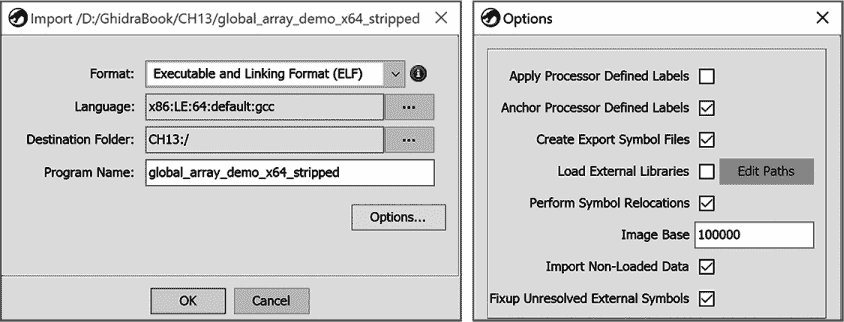 Import /D:/GhidraBook/CH13/global_array_demo_x64_stripped
Format: Executable and Linking Format (ELF)
Language: x86:LE:64:default:gcc ...
Destination Folder: CH13:/ ...
Program Name: global_array_demo_x64_stripped
Options...
OK Cancel
Options
Apply Processor Defined Labels
Anchor Processor Defined Labels
Create Export Symbol Files
Load External Libraries Edit Paths
Perform Symbol Relocations
Image Base 100000
Import Non-Loaded Data
Fixup Unresolved External Symbols